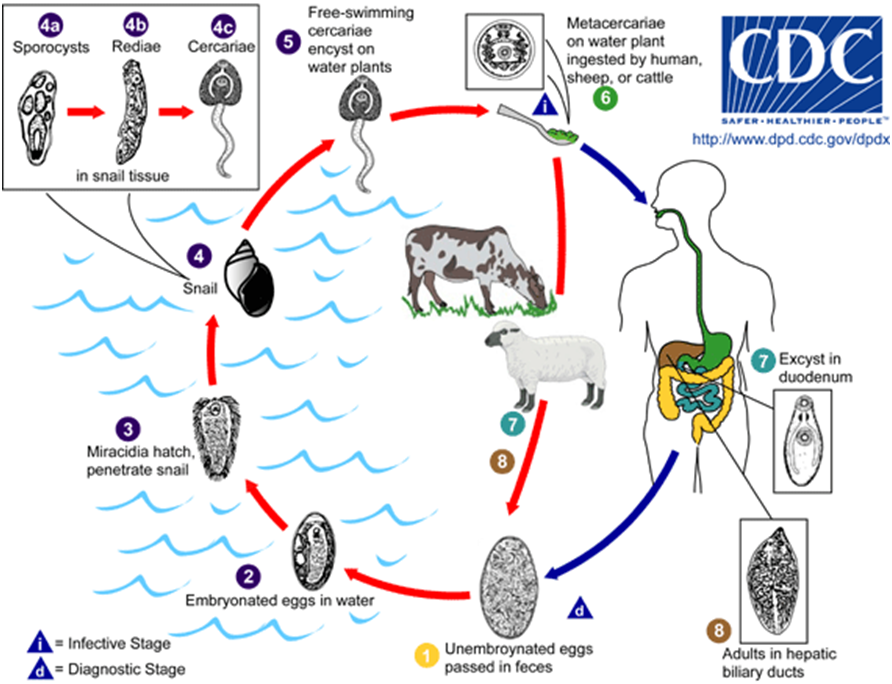 4a
4b
4c
Sporocysts
Rediae
Cercariae
in snail tissue
5
Free-swimming
cercariae
encyst on
water plants
Metacercariae
on water plant
ingested by human,
sheep, or cattle
6
i
CDC
SAFER•HEALTHIER•PEOPLE™
http://www.dpd.cdc.gov/dpdx
4
Snail
3
Miracidia hatch,
penetrate snail
2
Embryonated eggs in water
7
8
7
Excyst in
duodenum
8
Adults in hepatic
biliary ducts
d
1
Unembroynated eggs
passed in feces
i = Infective Stage
d = Diagnostic Stage